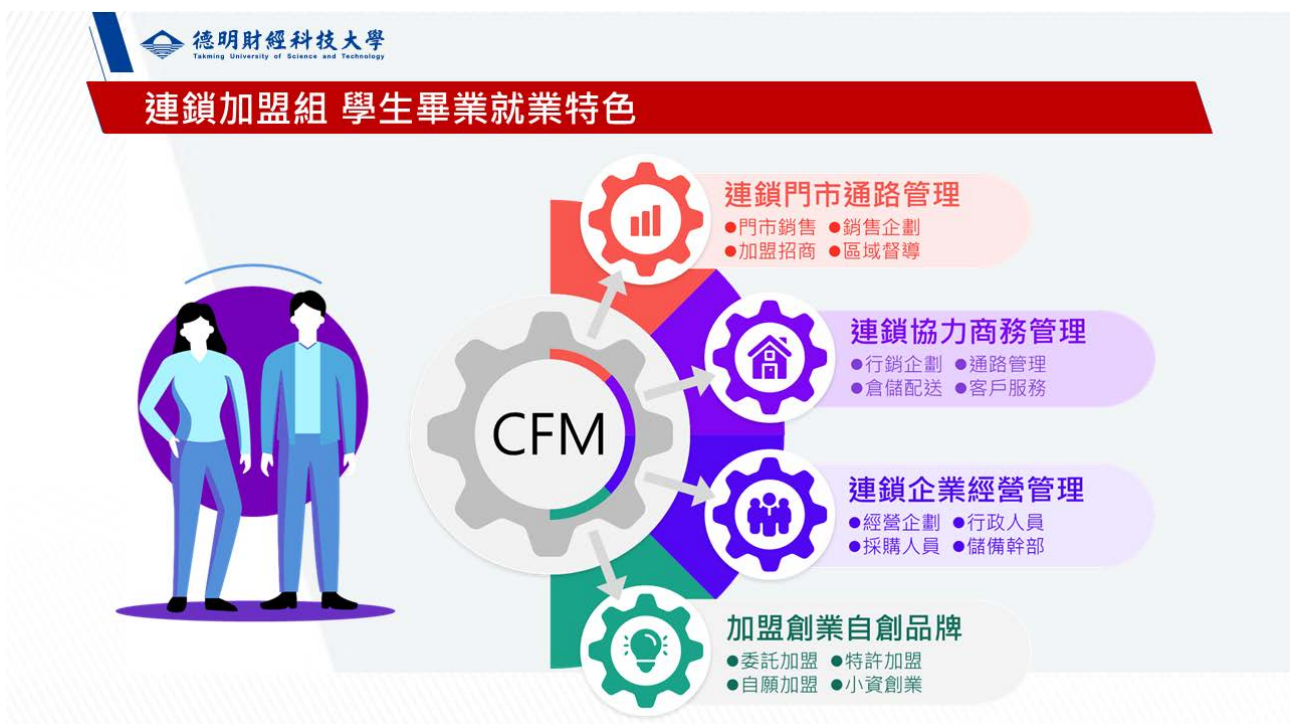 德明財經科技大學
Takming University of Science and Technology
連鎖加盟組 學生畢業就業特色
CFM
連鎖門市通路管理
●門市銷售 ●銷售企劃
●加盟招商 ●區域督導
連鎖協力商務管理
●行銷企劃 ●通路管理
●倉儲配送 ●客戶服務
連鎖企業經營管理
●經營企劃 ●行政人員
●採購人員 ●儲備幹部
加盟創業自創品牌
●委託加盟 ●特許加盟
●自願加盟 ●小資創業